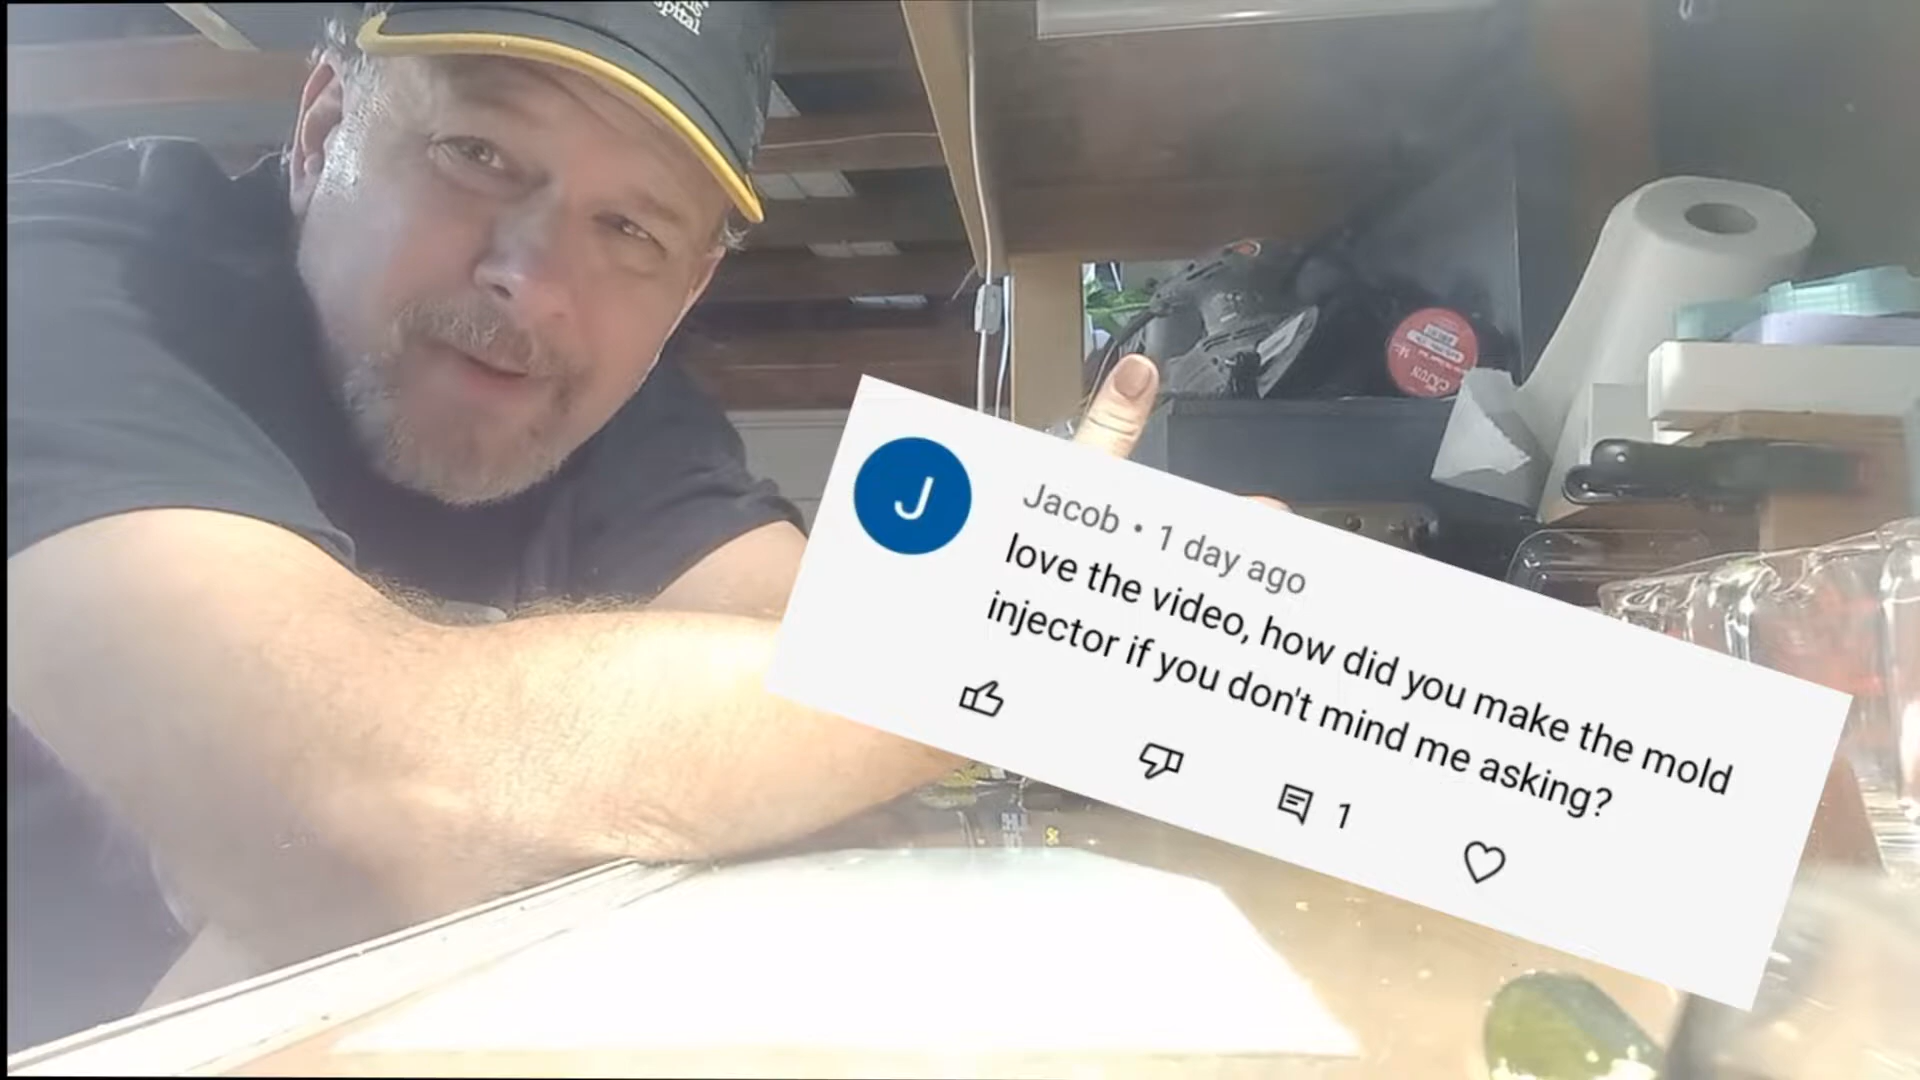 J
Jacob • 1 day ago
love the video, how did you make the mold
injector if you don't mind me asking?
1